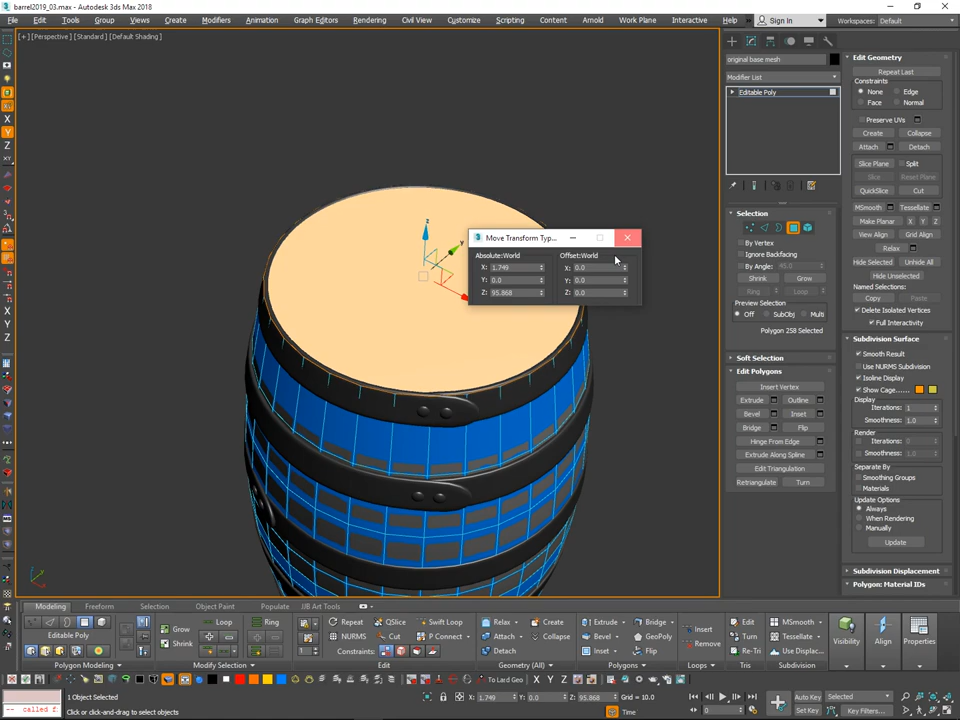 barrel2019_03.max - Autodesk 3ds Max 2018
File Edit Tools Group Views Create Modifiers Animation Graph Editors Rendering Civil View Customize Scripting Content Arnold Work Plane Interactive Help Sign In Workspaces: Default
[+] [Perspective] [Standard] [Default Shading]
X
Y
Z
X
Y
Z
z
y
Move Transform Typ...
Absolute:World Offset:World
X: 1.749 X: 0.0
Y: 0.0 Y: 0.0
Z: 95.868 Z: 0.0
original base mesh
Modifier List
Editable Poly
Selection
By Vertex
Ignore Backfacing
By Angle: 45.0
Shrink Grow
Ring Loop
Preview Selection
Off SubObj Multi
Polygon 258 Selected
Soft Selection
Edit Polygons
Insert Vertex
Extrude Outline
Bevel Inset
Bridge Flip
Hinge From Edge
Extrude Along Spline
Edit Triangulation
Retriangulate Turn
Edit Geometry
Repeat Last
Constraints
None Edge
Face Normal
Preserve UVs
Create Collapse
Attach Detach
Slice Plane Split
Slice Reset Plane
QuickSlice Cut
MSmooth Tessellate
Make Planar X Y Z
View Align Grid Align
Relax
Hide Selected Unhide All
Hide Unselected
Named Selections:
Copy Paste
Delete Isolated Vertices
Full Interactivity
Subdivision Surface
Smooth Result
Use NURMS Subdivision
Isoline Display
Show Cage......
Display
Iterations: 1
Smoothness: 1.0
Render
Iterations: 0
Smoothness: 1.0
Separate By
Smoothing Groups
Materials
Update Options
Always
When Rendering
Manually
Update
Subdivision Displacement
Polygon: Material IDs
Modeling Freeform Selection Object Paint Populate JJB Art Tools
Editable Poly
Polygon Modeling
Grow Loop Ring
Shrink
Modify Selection
Repeat QSlice Swift Loop
NURMS Cut P Connect
Constraints:
Edit
Relax Create
Attach Collapse
Detach
Geometry (All)
Extrude Bridge
Bevel GeoPoly
Inset Flip
Polygons
Insert
Remove
Loops
Edit
Turn
Re-Tri
Tris
MSmooth
Tessellate
Use Displac...
Subdivision
Visibility Align Properties
X Y Z To Land Geo
1 Object Selected
Click or click-and-drag to select objects
X: 1.749 Y: 0.0 Z: 95.868 Grid = 10.0
Time
Auto Key Selected
Set Key Key Filters...